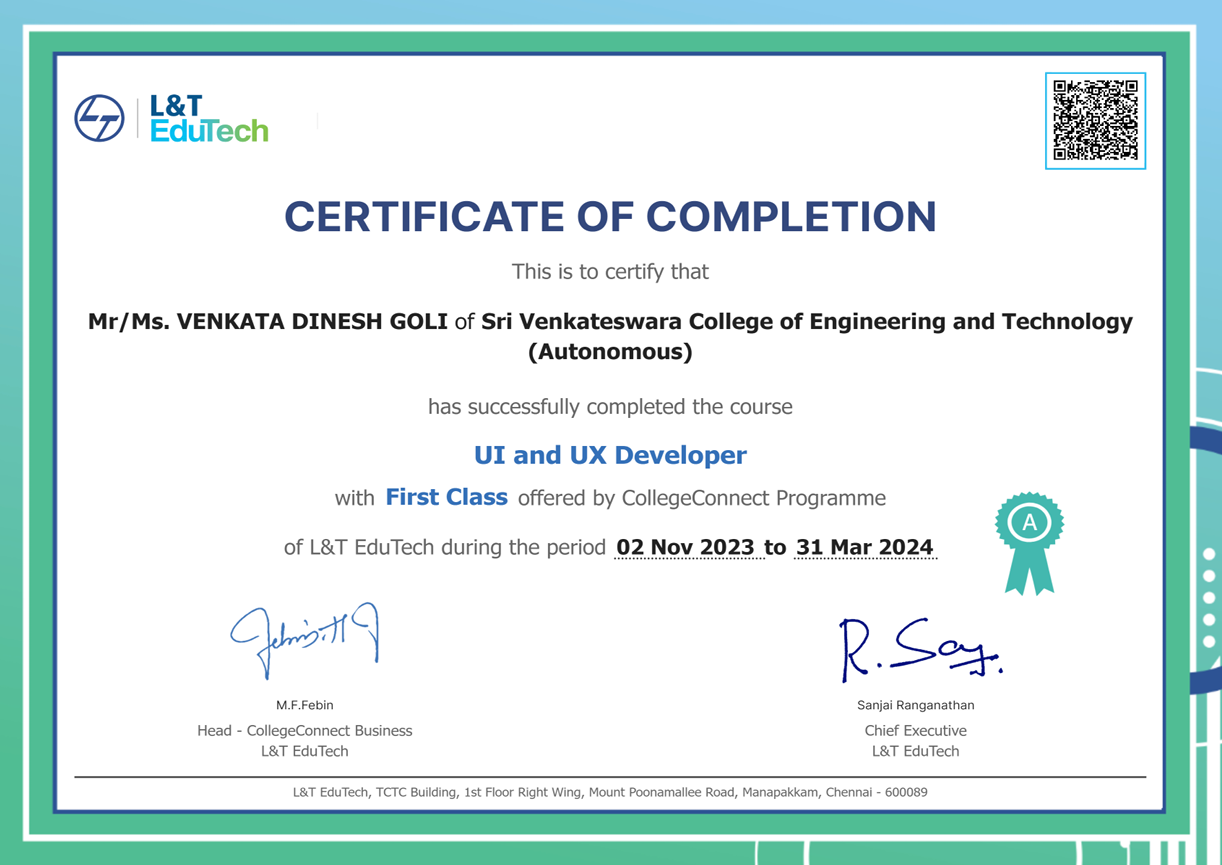 L&T
EduTech
CERTIFICATE OF COMPLETION
This is to certify that
Mr/Ms. VENKATA DINESH GOLI of Sri Venkateswara College of Engineering and Technology
(Autonomous)
has successfully completed the course
UI and UX Developer
with First Class offered by CollegeConnect Programme
of L&T EduTech during the period 02 Nov 2023 to 31 Mar 2024
A
R. Say.
M.F.Febin
Head - CollegeConnect Business
L&T EduTech
Sanjai Ranganathan
Chief Executive
L&T EduTech
L&T EduTech, TCTC Building, 1st Floor Right Wing, Mount Poonamallee Road, Manapakkam, Chennai - 600089